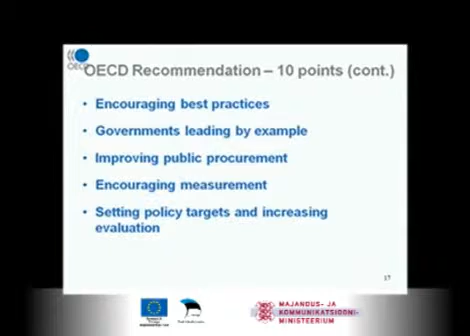 OECD
OECD Recommendation – 10 points (cont.)
• Encouraging best practices
• Governments leading by example
• Improving public procurement
• Encouraging measurement
• Setting policy targets and increasing
evaluation
17
MAJANDUS- JA
KOMMUNIKATSIOONI-
MINISTEERIUM